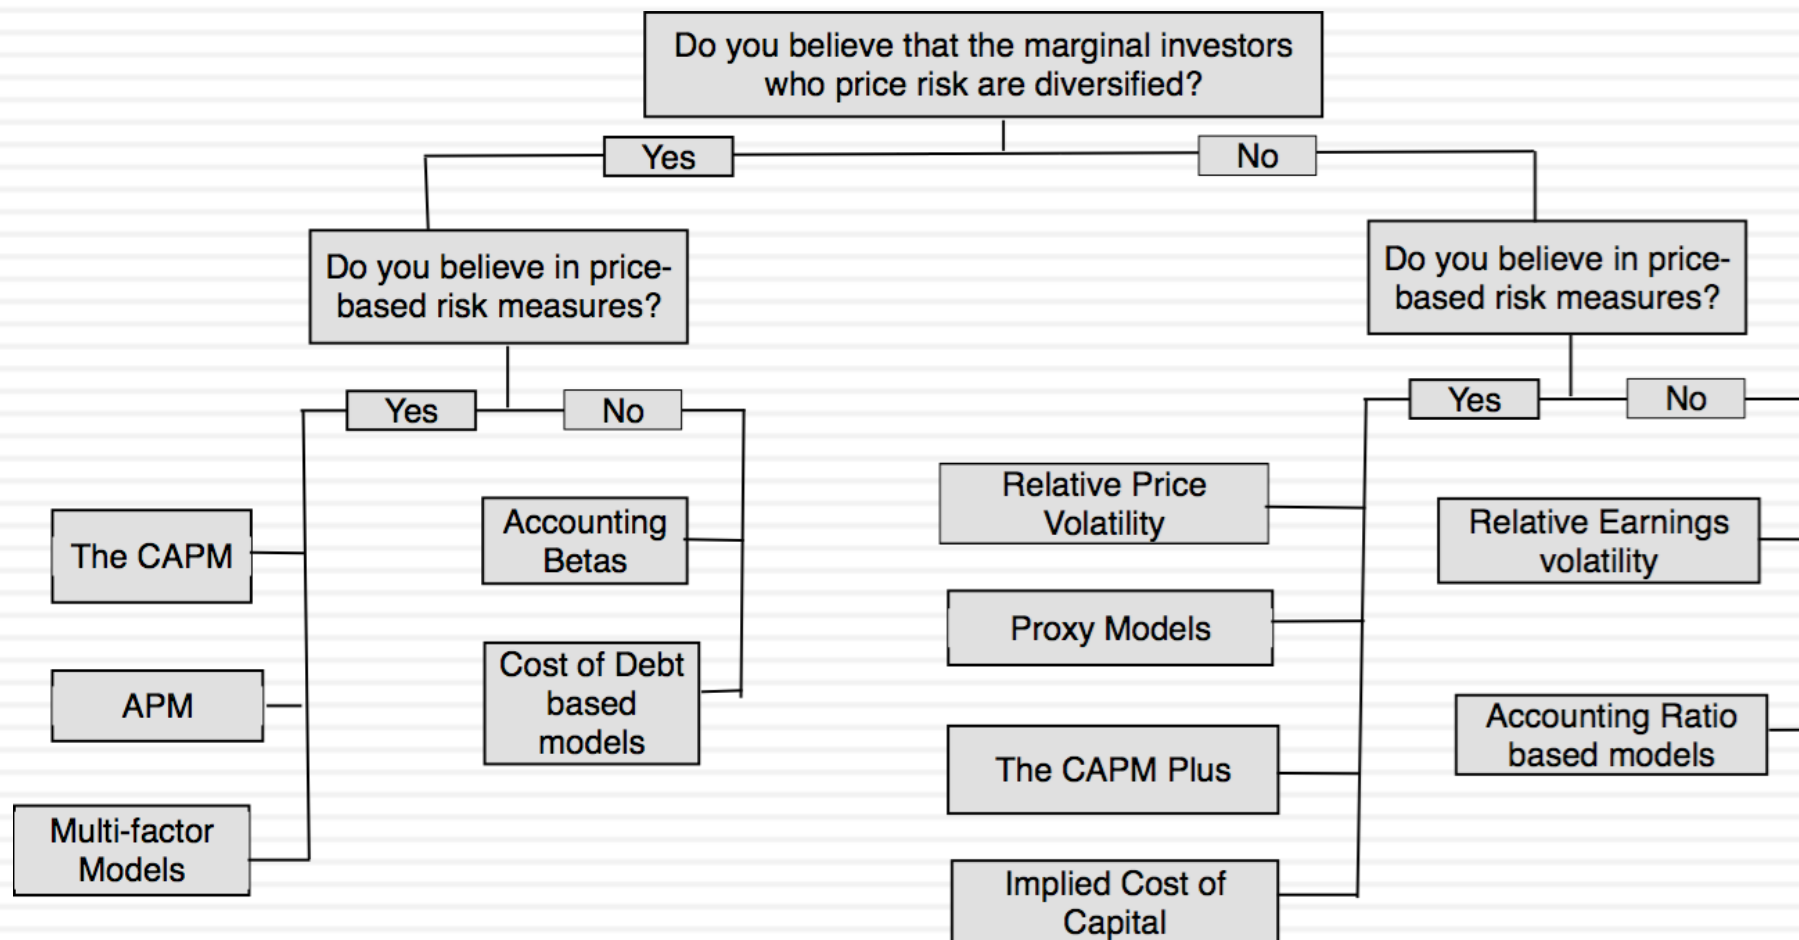 Do you believe that the marginal investors
who price risk are diversified?
Yes
No
Do you believe in price-
based risk measures?
Do you believe in price-
based risk measures?
Yes
No
Yes
No
The CAPM
Accounting
Betas
Relative Price
Volatility
Relative Earnings
volatility
APM
Cost of Debt
based
models
Proxy Models
Accounting Ratio
based models
Multi-factor
Models
The CAPM Plus
Implied Cost of
Capital